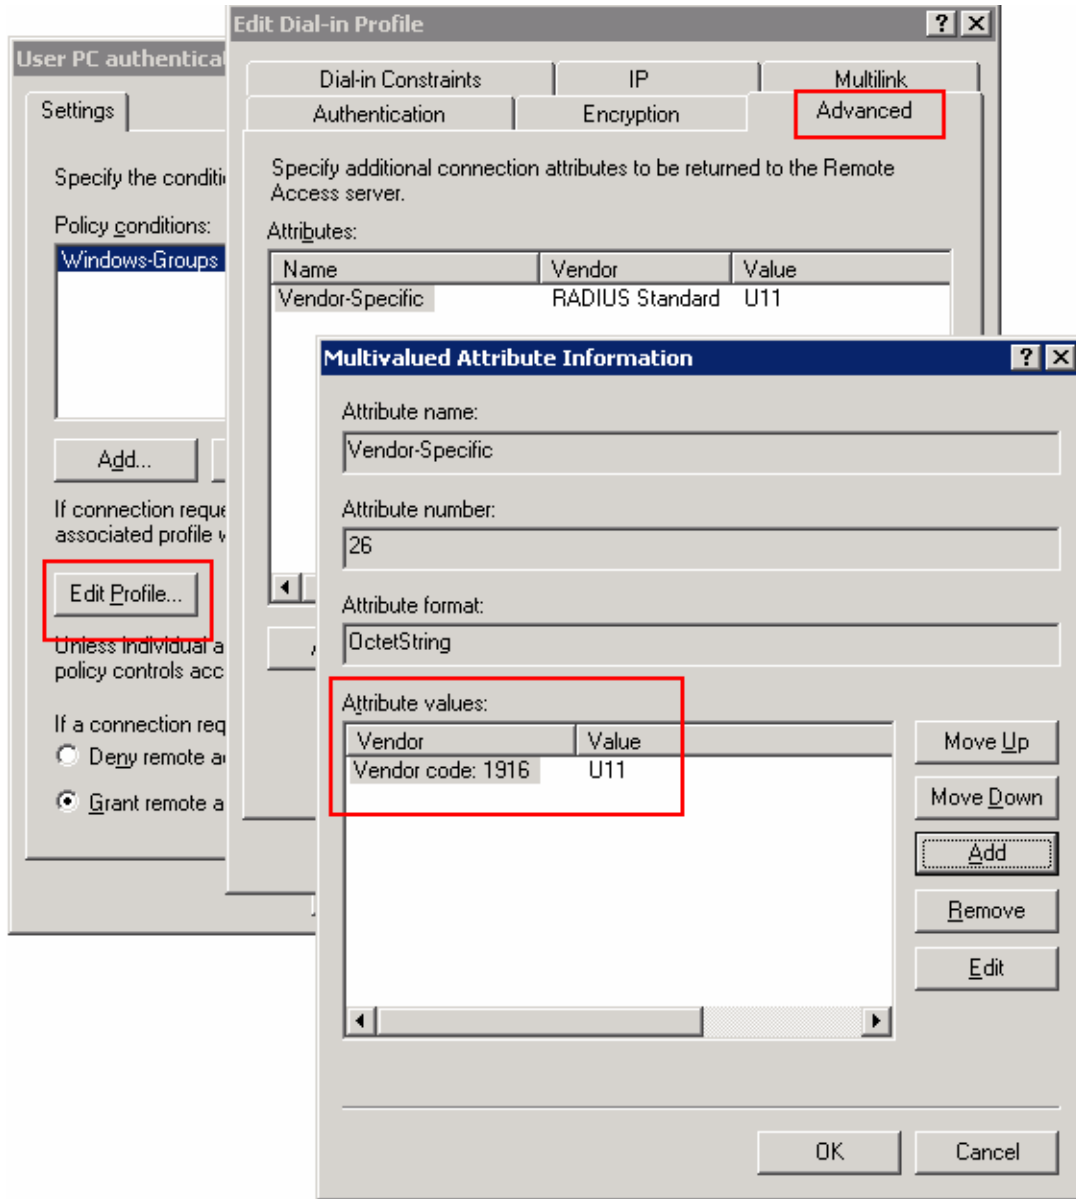 Edit Dial-in Profile
User PC authenticat
Settings
Specify the conditi
Policy conditions:
Windows-Groups
Add...
If connection reque
associated profile
Edit Profile...
Unless individual a
policy controls acc
If a connection req
Deny remote a
Grant remote a
Dial-in Constraints
IP
Multilink
Authentication
Encryption
Advanced
Specify additional connection attributes to be returned to the Remote
Access server.
Attributes:
Name Vendor Value
Vendor-Specific RADIUS Standard U11
Multivalued Attribute Information
Attribute name:
Vendor-Specific
Attribute number:
26
Attribute format:
OctetString
Attribute values:
Vendor Value
Vendor code: 1916 U11
Move Up
Move Down
Add
Remove
Edit
OK
Cancel